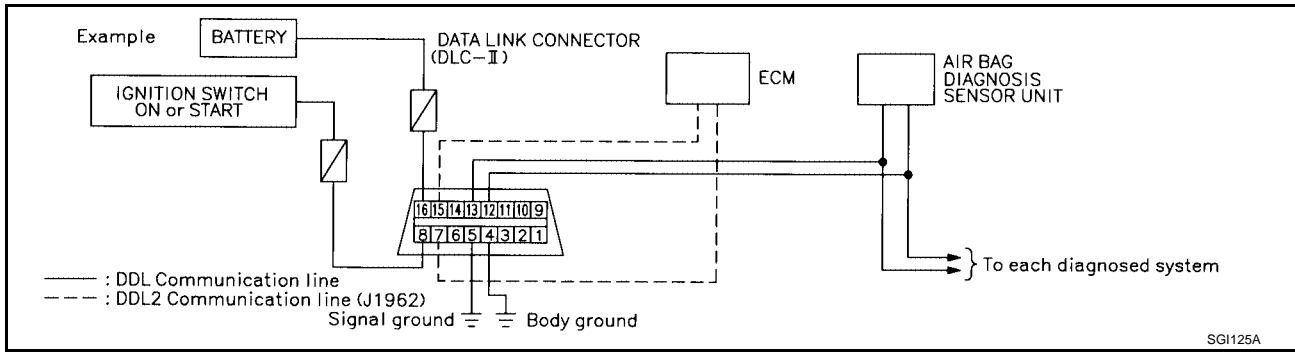 Example
BATTERY
DATA LINK CONNECTOR
(DLC-II)
IGNITION SWITCH
ON or START
ECM
AIR BAG
DIAGNOSIS
SENSOR UNIT
16 15 14 13 12 11 10 9
8 7 6 5 4 3 2 1
: DDL Communication line
: DDL2 Communication line (J1962)
Signal ground
Body ground
To each diagnosed system
SGI125A